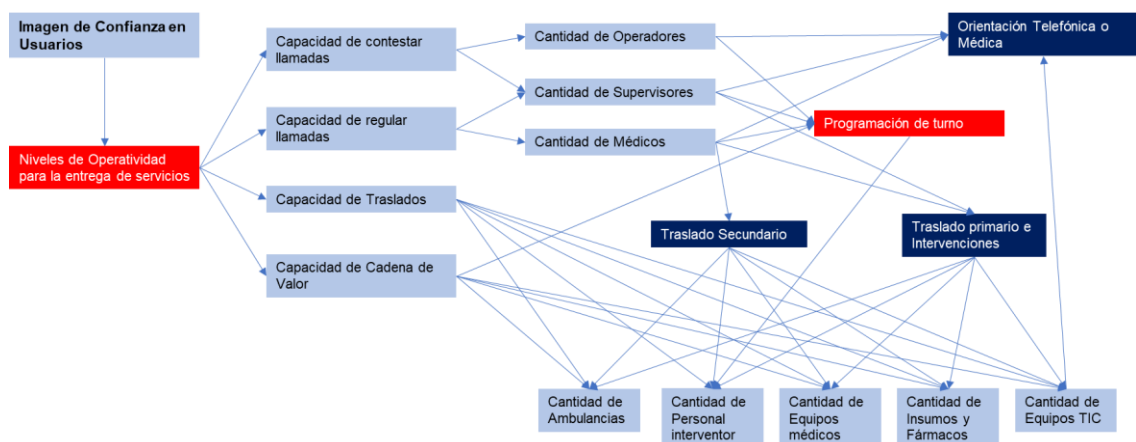 Imagen de Confianza en
Usuarios
Niveles de Operatividad
para la entrega de servicios
Capacidad de contestar
llamadas
Capacidad de regular
llamadas
Capacidad de Traslados
Capacidad de Cadena de
Valor
Cantidad de Operadores
Cantidad de Supervisores
Cantidad de Médicos
Orientación Telefónica o
Médica
Programación de turno
Traslado Secundario
Traslado primario e
Intervenciones
Cantidad de
Ambulancias
Cantidad de
Personal
interventor
Cantidad de
Equipos
médicos
Cantidad de
Insumos y
Fármacos
Cantidad de
Equipos TIC